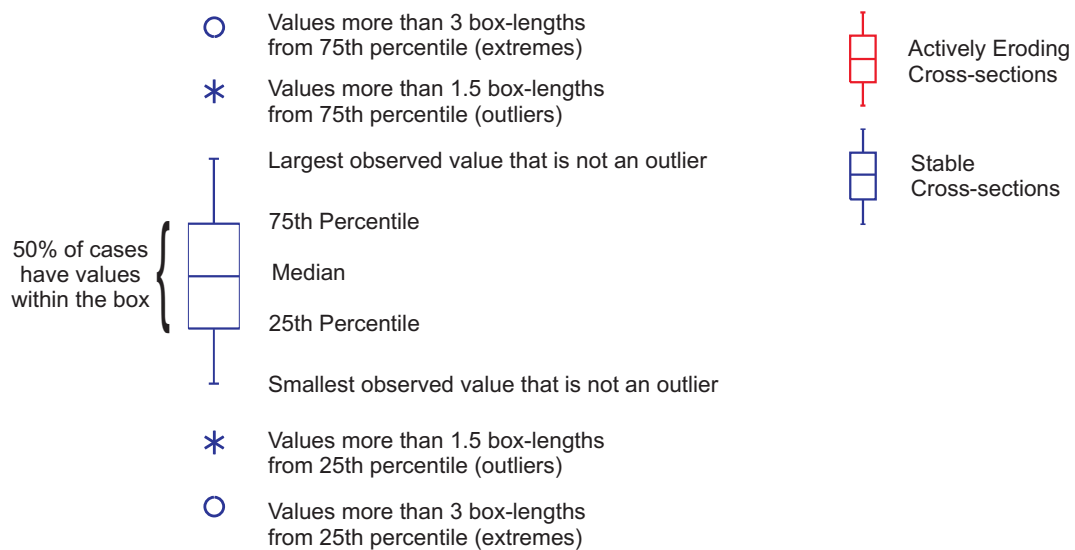 Values more than 3 box-lengths
from 75th percentile (extremes)
Values more than 1.5 box-lengths
from 75th percentile (outliers)
Largest observed value that is not an outlier
75th Percentile
50% of cases
have values
within the box
Median
25th Percentile
Smallest observed value that is not an outlier
Values more than 1.5 box-lengths
from 25th percentile (outliers)
Values more than 3 box-lengths
from 25th percentile (extremes)
Actively Eroding
Cross-sections
Stable
Cross-sections